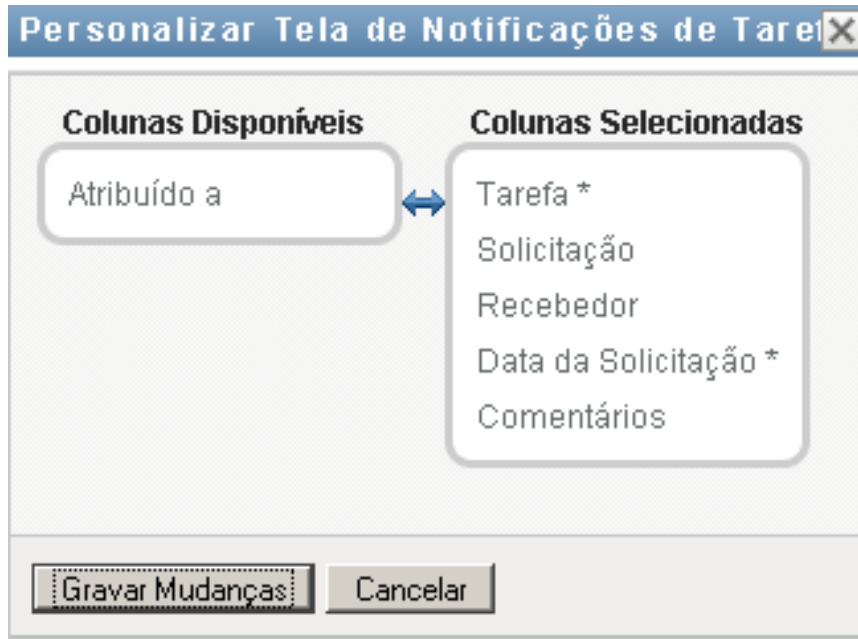 Personalizar Tela de Notificações de Taref
Colunas Disponíveis
Colunas Selecionadas
Atribuído a
Tarefa *
Solicitação
Recebedor
Data da Solicitação *
Comentários
Gravar Mudanças
Cancelar